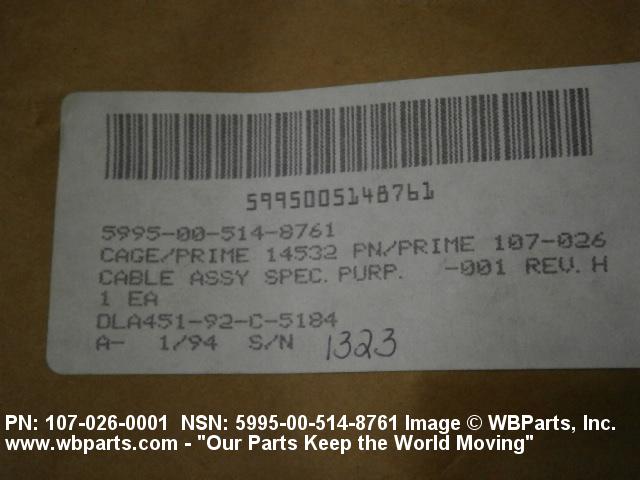 5995005148761
5995-00-514-8761
CAGE/PRIME 14532 PN/PRIME 107-026
CABLE ASSY SPEC. PURP. -001 REV. H
1 EA
DLA451-92-C-5184
A- 1/94 S/N 1323
PN: 107-026-0001 NSN: 5995-00-514-8761 Image © WBParts, Inc.
www.wbparts.com - "Our Parts Keep the World Moving"